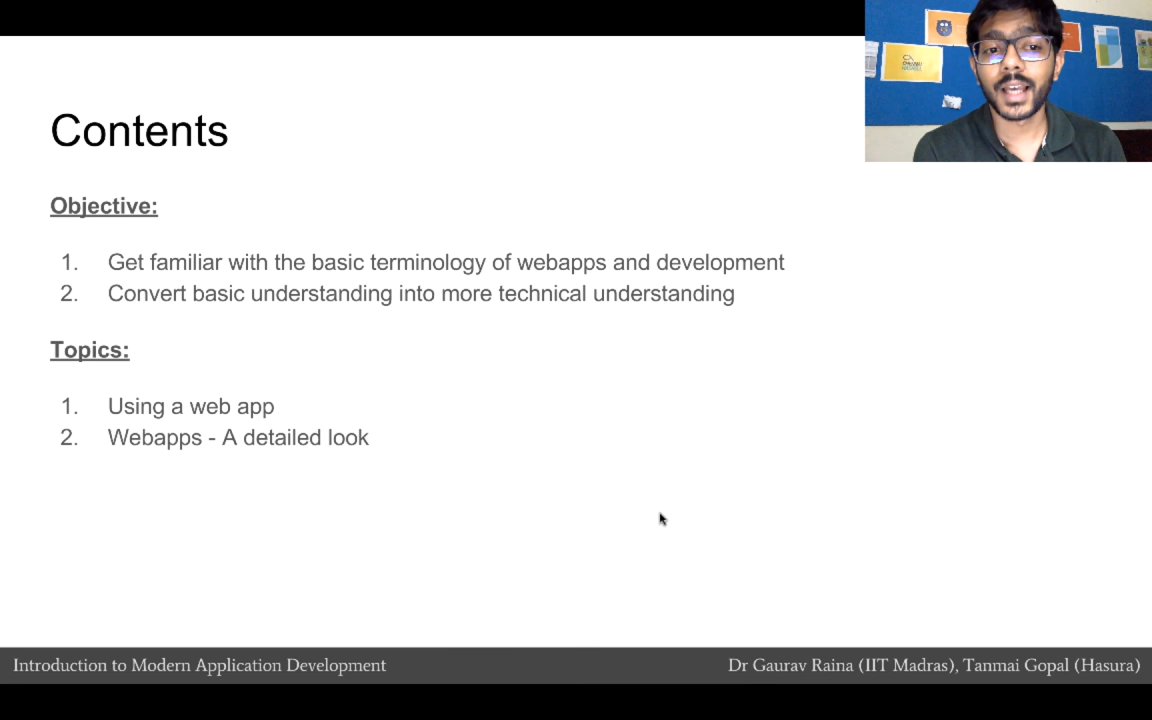 Contents
Objective:
1. Get familiar with the basic terminology of webapps and development
2. Convert basic understanding into more technical understanding
Topics:
1. Using a web app
2. Webapps - A detailed look
Introduction to Modern Application Development
Dr Gaurav Raina (IIT Madras), Tanmai Gopal (Hasura)